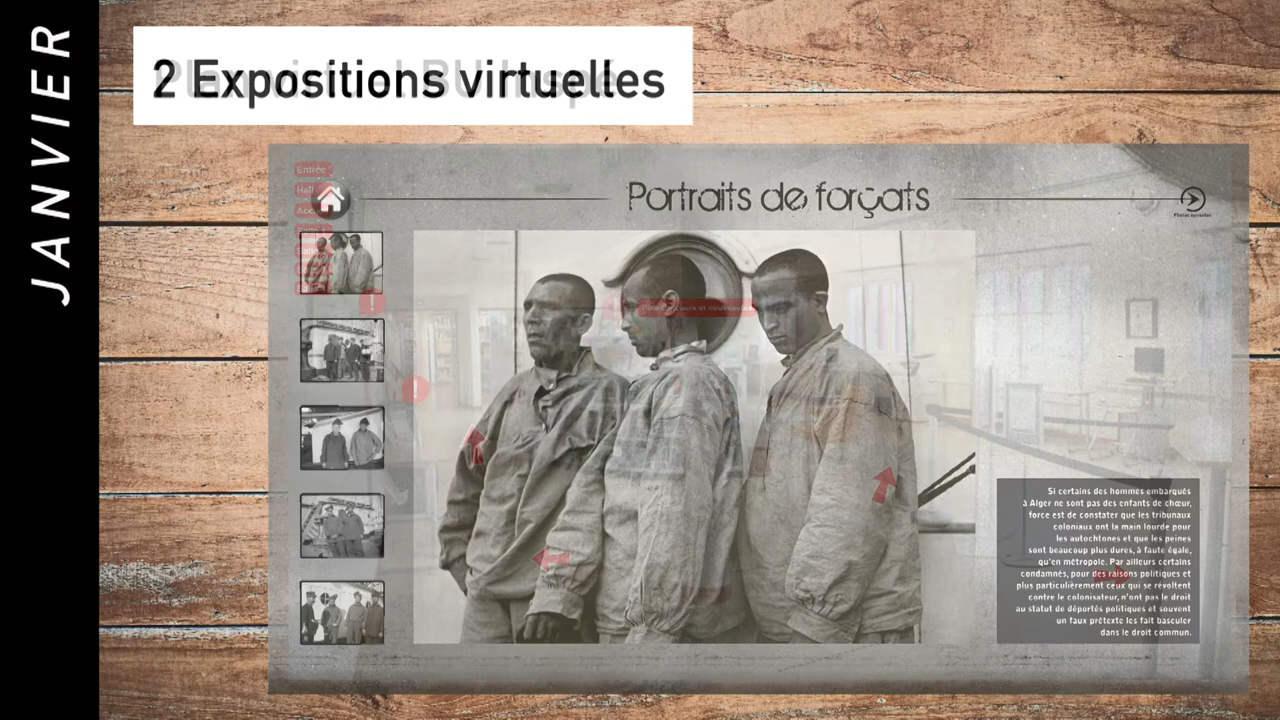 JANVIER
2 Expositions virtuelles
Entrée
Portraits de forçats
Si certains des hommes embarqués
à Alger ne sont pas des enfants de chœur,
force est de constater que les tribunaux
coloniaux ont la main lourde pour
les autochtones et que les peines
sont beaucoup plus dures, à faute égale,
qu'en métropole. Par ailleurs certains
condamnés, pour des raisons politiques et
plus particulièrement ceux qui se révoltent
contre le colonisateur, n'ont pas le droit
au statut de déportés politiques et souvent
un faux prétexte les fait basculer
dans le droit commun.